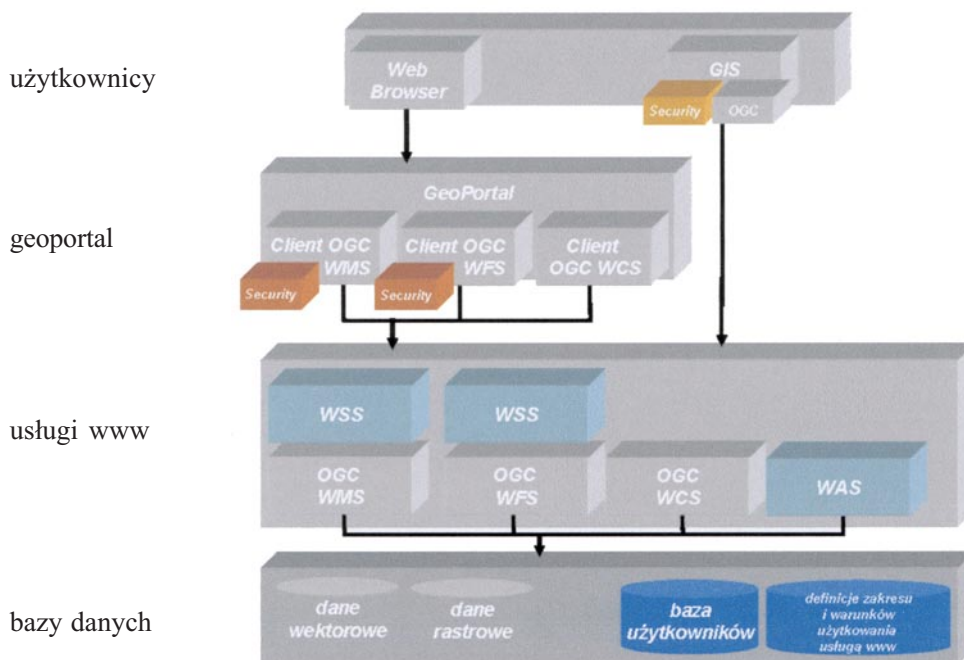 użytkownicy
Web
Browser
GIS
Security
OGC
geoportal
GeoPortal
Client OGC
WMS
Client OGC
WFS
Client
OGC WCS
Security
Security
usługi www
WSS
WSS
OGC
WMS
OGC
WFS
OGC
WCS
WAS
bazy danych
dane
wektorowe
dane
rastrowe
baza
użytkowników
definicje zakresu
i warunków
użytkowania
usługą www